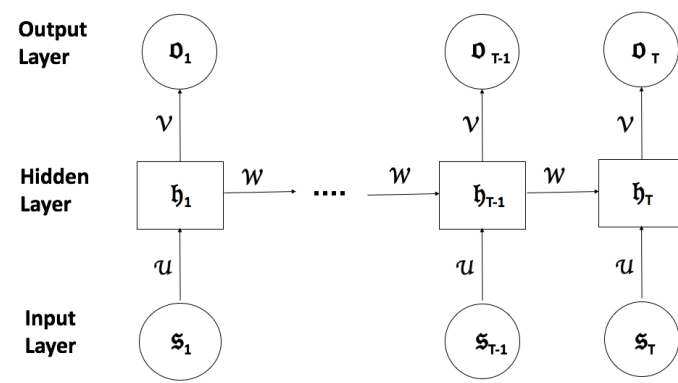 Output Layer
𝔬1
𝔬T-1
𝔬T
𝒱
𝒱
𝒱
Hidden Layer
𝔥1
𝒲
....
𝒲
𝔥T-1
𝒲
𝔥T
𝒰
𝒰
𝒰
Input Layer
𝔰1
𝔰T-1
𝔰T